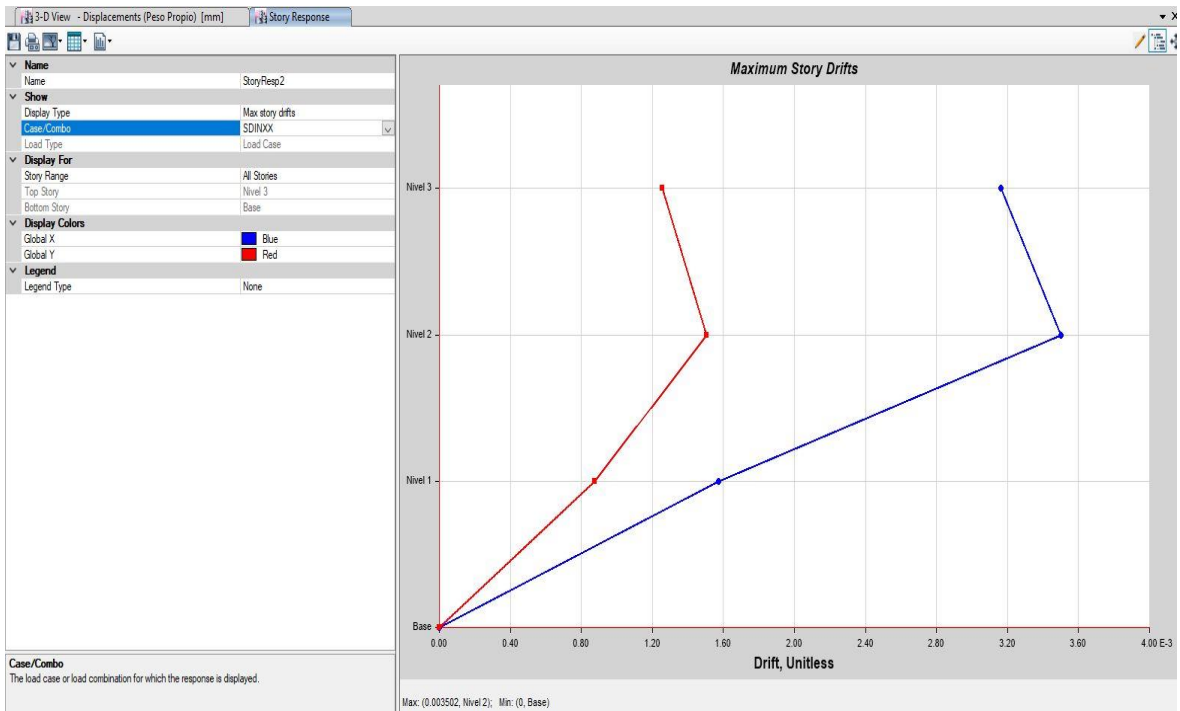 3-D View - Displacements (Peso Propio) [mm]
Story Response
Name
Name StoryResp2
Show
Display Type Max story drifts
Case/Combo SDINXX
Load Type Load Case
Display For
Story Range All Stories
Top Story Nivel 3
Bottom Story Base
Display Colors
Global X Blue
Global Y Red
Legend
Legend Type None
Case/Combo
The load case or load combination for which the response is displayed.
Maximum Story Drifts
Nivel 3
Nivel 2
Nivel 1
Base
0.00 0.40 0.80 1.20 1.60 2.00 2.40 2.80 3.20 3.60 4.00 E-3
Drift, Unitless
Max: (0.003502, Nivel 2); Min: (0, Base)